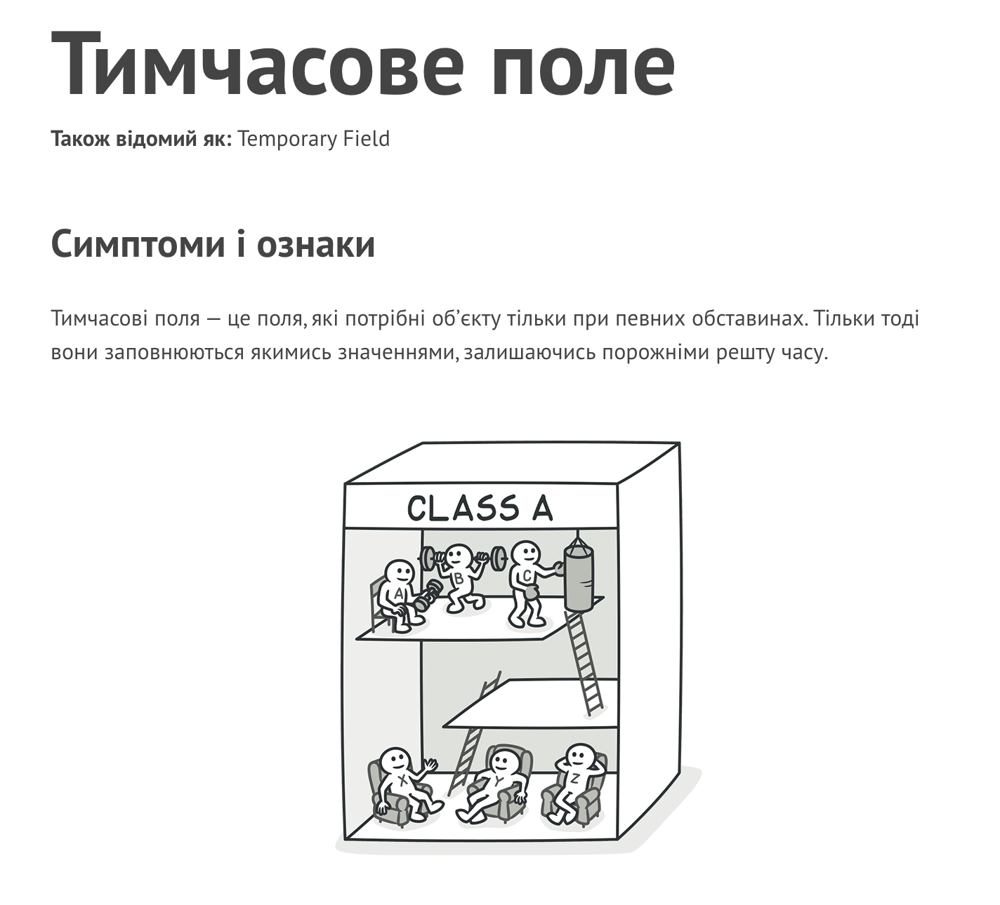 Тимчасове поле
Також відомий як: Temporary Field
Симптоми і ознаки
Тимчасові поля — це поля, які потрібні об’єкту тільки при певних обставинах. Тільки тоді
вони заповнюються якимись значеннями, залишаючись порожніми решту часу.
CLASS A
A
B
C
X
Y
Z